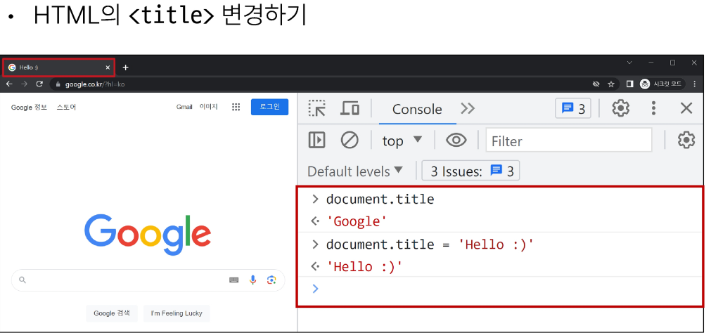 • HTML의 <title> 변경하기
Hello :)
google.co.kr/?hl=ko
시크릿 모드
Google 정보 스토어
Gmail 이미지
로그인
Google
Google 검색
I'm Feeling Lucky
Console
3
top
Filter
Default levels
3 Issues: 3
> document.title
'Google'
> document.title = 'Hello :)'
'Hello :)'
>